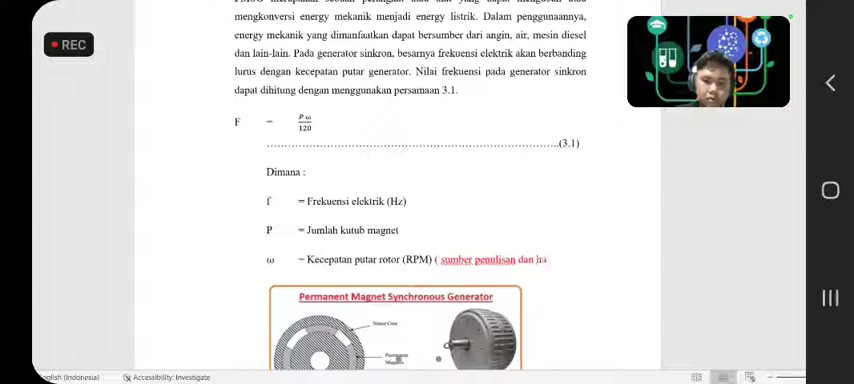 mengkonversi energy mekanik menjadi energy listrik. Dalam penggunaannya,
energy mekanik yang dimanfaatkan dapat bersumber dari angin, air, mesin diesel
dan lain-lain. Pada generator sinkron, besarnya frekuensi elektrik akan berbanding
lurus dengan kecepatan putar generator. Nilai frekuensi pada generator sinkron
dapat dihitung dengan menggunakan persamaan 3.1.
REC
F = P ω
120
……………………………………………………………………..(3.1)
Dimana :
f = Frekuensi elektrik (Hz)
P = Jumlah kutub magnet
ω = Kecepatan putar rotor (RPM) ( sumber penulisan dan
Permanent Magnet Synchronous Generator
Stator Core
Permanent
Magnets
nglish (Indonesia) Accessibility: Investigate